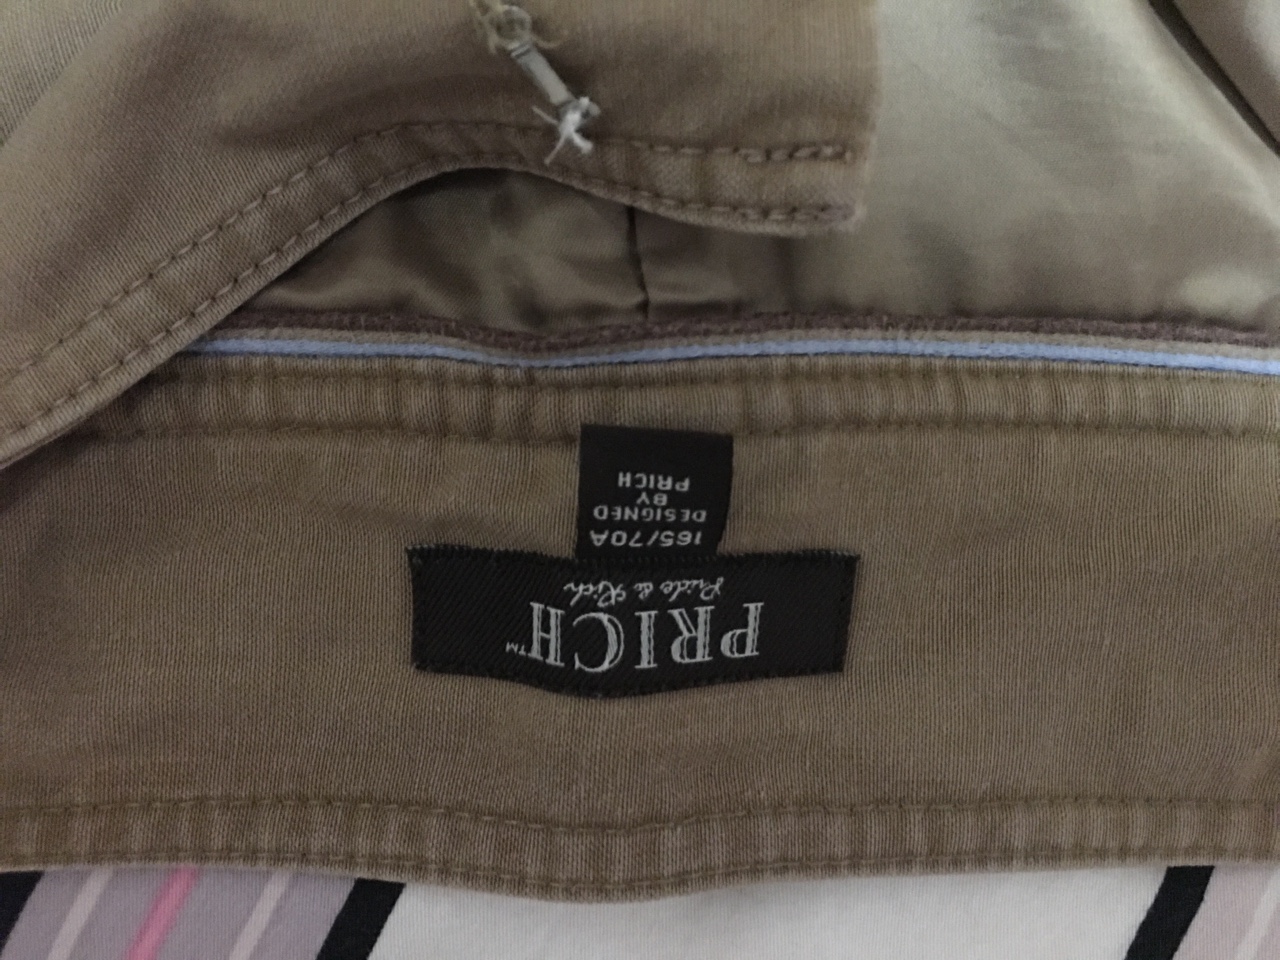 PRICH™
Pride & Rich
165/70A
DESIGNED
BY
PRICH